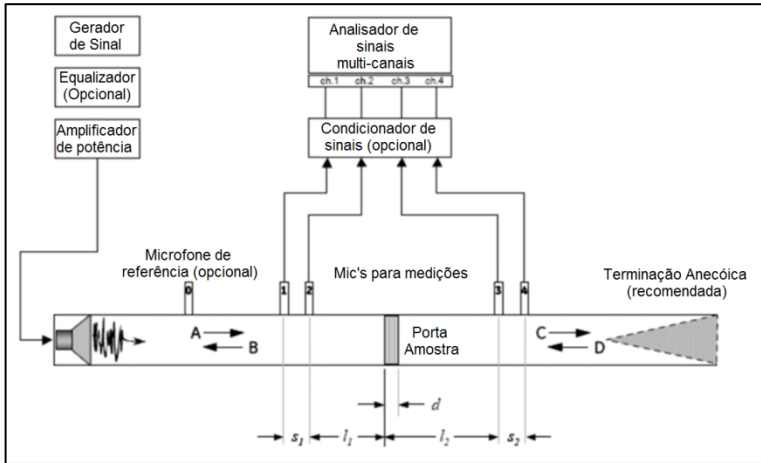 Gerador
de Sinal
Equalizador
(Opcional)
Amplificador
de potência
Analisador de
sinais
multi-canais
ch.1 ch.2 ch.3 ch.4
Condicionador de
sinais (opcional)
Microfone de
referência (opcional)
Mic's para medições
Terminação Anecóica
(recomendada)
0 1 2 3 4
A
B
Porta
Amostra
C
D
d
s1 l1 l2 s2